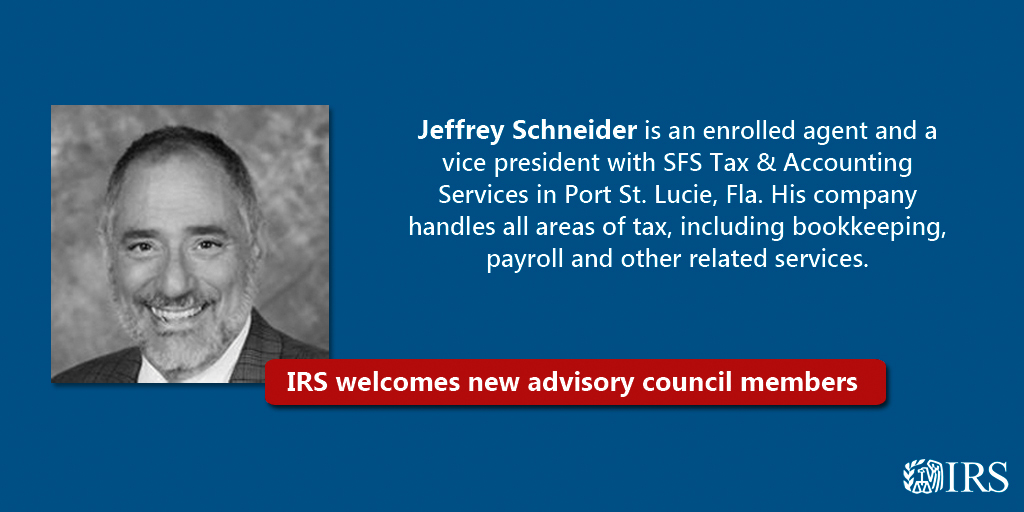 Jeffrey Schneider is an enrolled agent and a
vice president with SFS Tax & Accounting
Services in Port St. Lucie, Fla. His company
handles all areas of tax, including bookkeeping,
payroll and other related services.
IRS welcomes new advisory council members
IRS